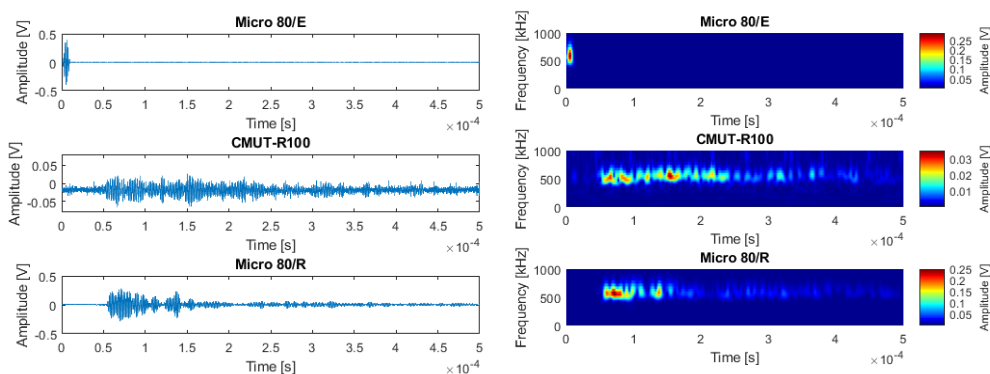 Micro 80/E
Amplitude [V]
0.5
0
-0.5
0 0.5 1 1.5 2 2.5 3 3.5 4 4.5 5
Time [s]
×10⁻⁴
CMUT-R100
Amplitude [V]
0.05
0
-0.05
0 0.5 1 1.5 2 2.5 3 3.5 4 4.5 5
Time [s]
×10⁻⁴
Micro 80/R
Amplitude [V]
0.5
0
-0.5
0 0.5 1 1.5 2 2.5 3 3.5 4 4.5 5
Time [s]
×10⁻⁴
Micro 80/E
Frequency [kHz]
1000
500
0
0 1 2 3 4 5
Time [s]
×10⁻⁴
0.25
0.2
0.15
0.1
0.05
Amplitude [V]
CMUT-R100
Frequency [kHz]
1000
500
0
0 1 2 3 4 5
Time [s]
×10⁻⁴
0.03
0.02
0.01
Amplitude [V]
Micro 80/R
Frequency [kHz]
1000
500
0
0 1 2 3 4 5
Time [s]
×10⁻⁴
0.25
0.2
0.15
0.1
0.05
Amplitude [V]